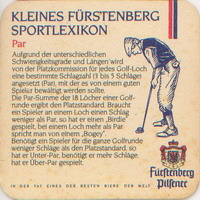 KLEINES FÜRSTENBERG
SPORTLEXIKON
Par
Aufgrund der unterschiedlichen
Schwierigkeitsgrade und Längen wird
von der Platzkommission für jedes Golf-Loch
eine bestimmte Schlagzahl (3 bis 5 Schläge)
angesetzt (Par), mit der es von einem guten
Spieler bewältigt werden sollte.
Die Par-Summe der 18 Löcher einer Golf-
runde ergibt den Platzstandard. Braucht
ein Spieler an einem Loch einen Schlag
weniger als Par, so hat er einen „Birdie"
gespielt, bei einem Loch mehr als Par
spricht man von einem „Bogey".
Benötigt ein Spieler für die ganze Golfrunde
weniger Schläge als der Platzstandard, so
hat er Unter-Par, benötigt er mehr Schläge,
hat er Über-Par gespielt.
Fürstenberg
Pilsener
IN DER TAT EINES DER BESTEN BIERE DER WELT